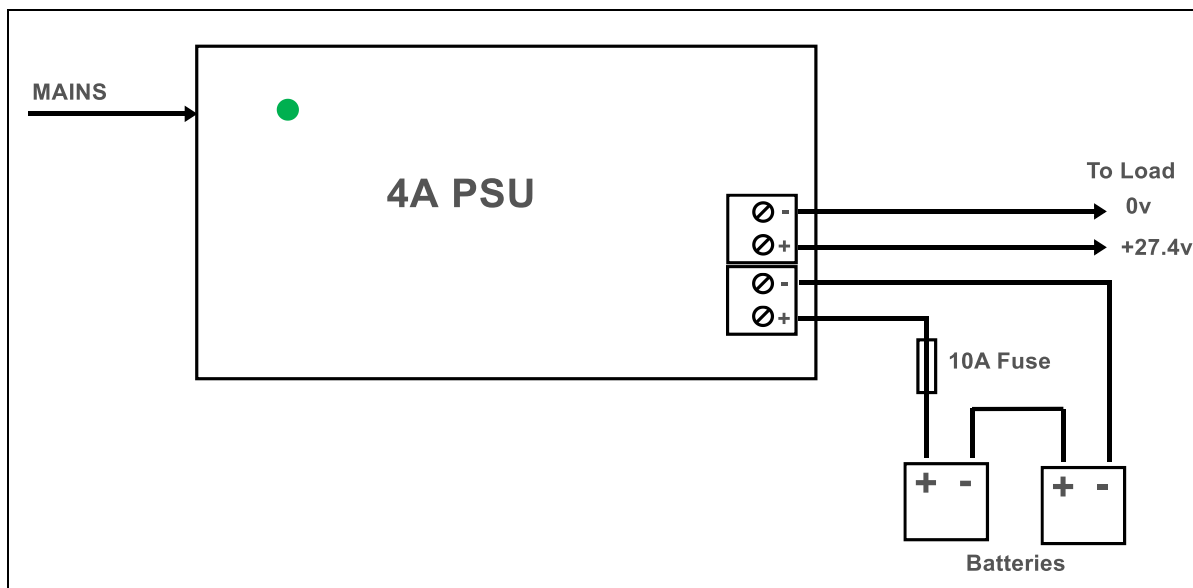 MAINS
4A PSU
To Load
0v
+27.4v
-
+
-
+
10A Fuse
+ -
+ -
Batteries